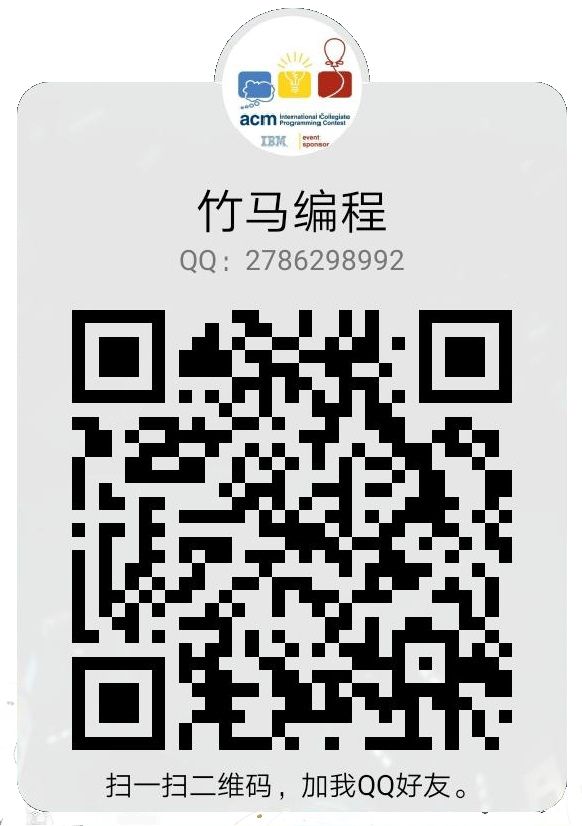 acm International Collegiate
Programming Contest
IBM. event
sponsor
竹马编程
QQ：2786298992
扫一扫二维码，加我QQ好友。